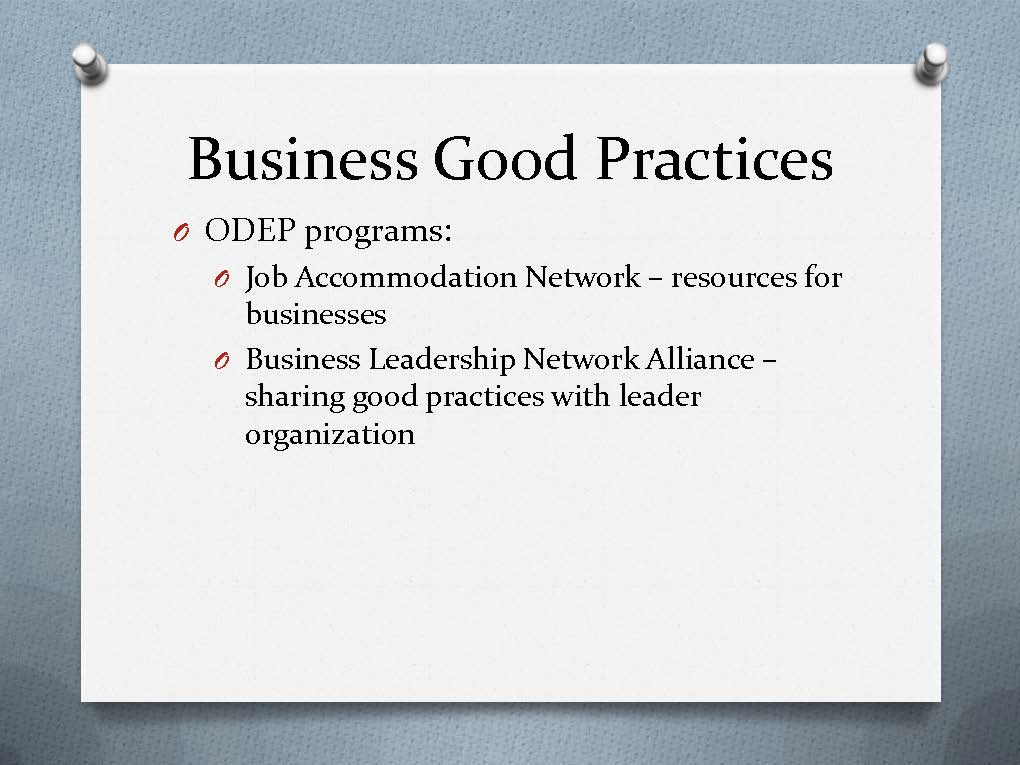 Business Good Practices
O ODEP programs:
O Job Accommodation Network – resources for
businesses
O Business Leadership Network Alliance –
sharing good practices with leader
organization